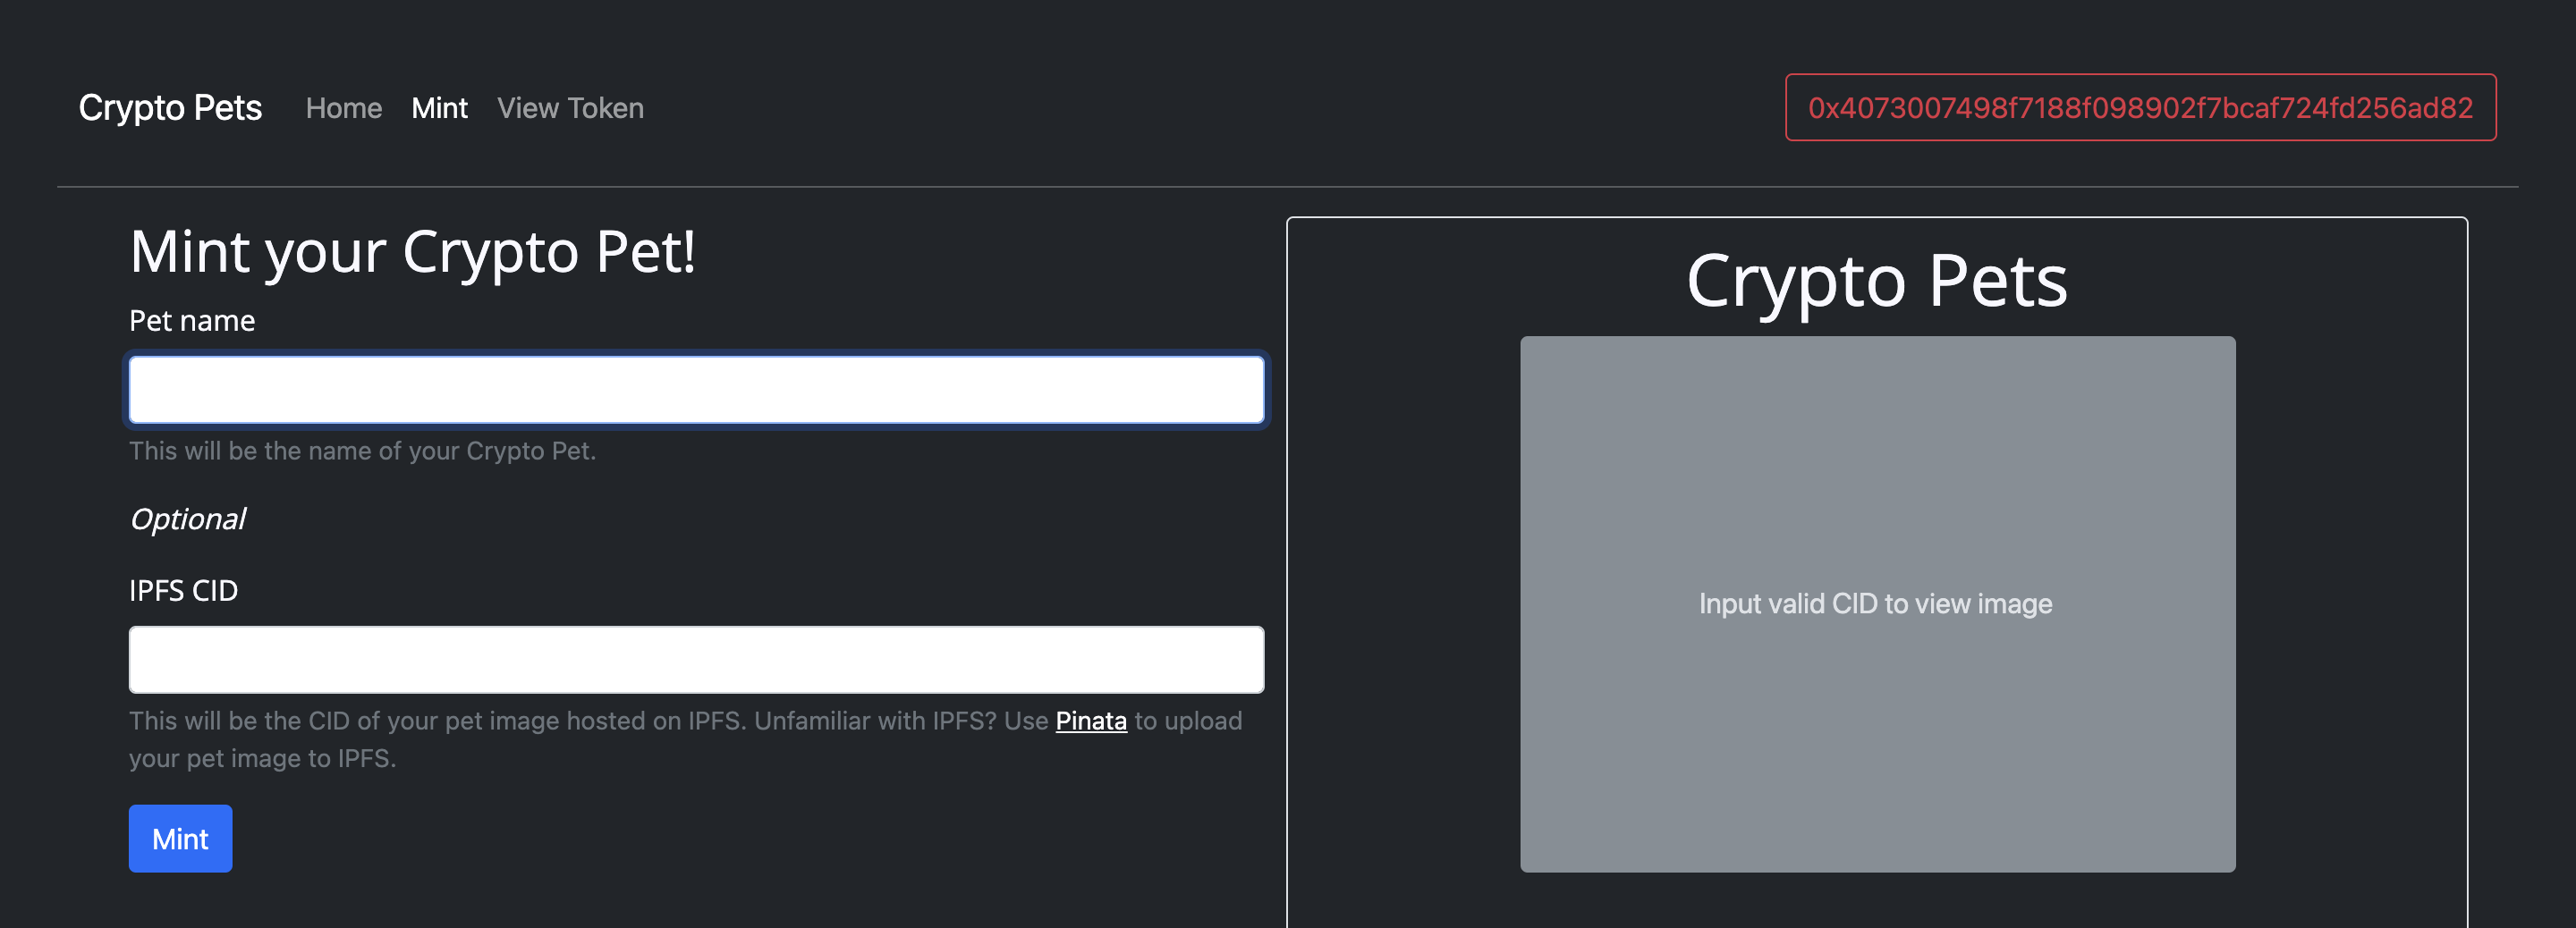 Crypto Pets Home Mint View Token 0x4073007498f7188f098902f7bcaf724fd256ad82
Mint your Crypto Pet!
Pet name
This will be the name of your Crypto Pet.
Optional
IPFS CID
This will be the CID of your pet image hosted on IPFS. Unfamiliar with IPFS? Use Pinata to upload
your pet image to IPFS.
Mint
Crypto Pets
Input valid CID to view image